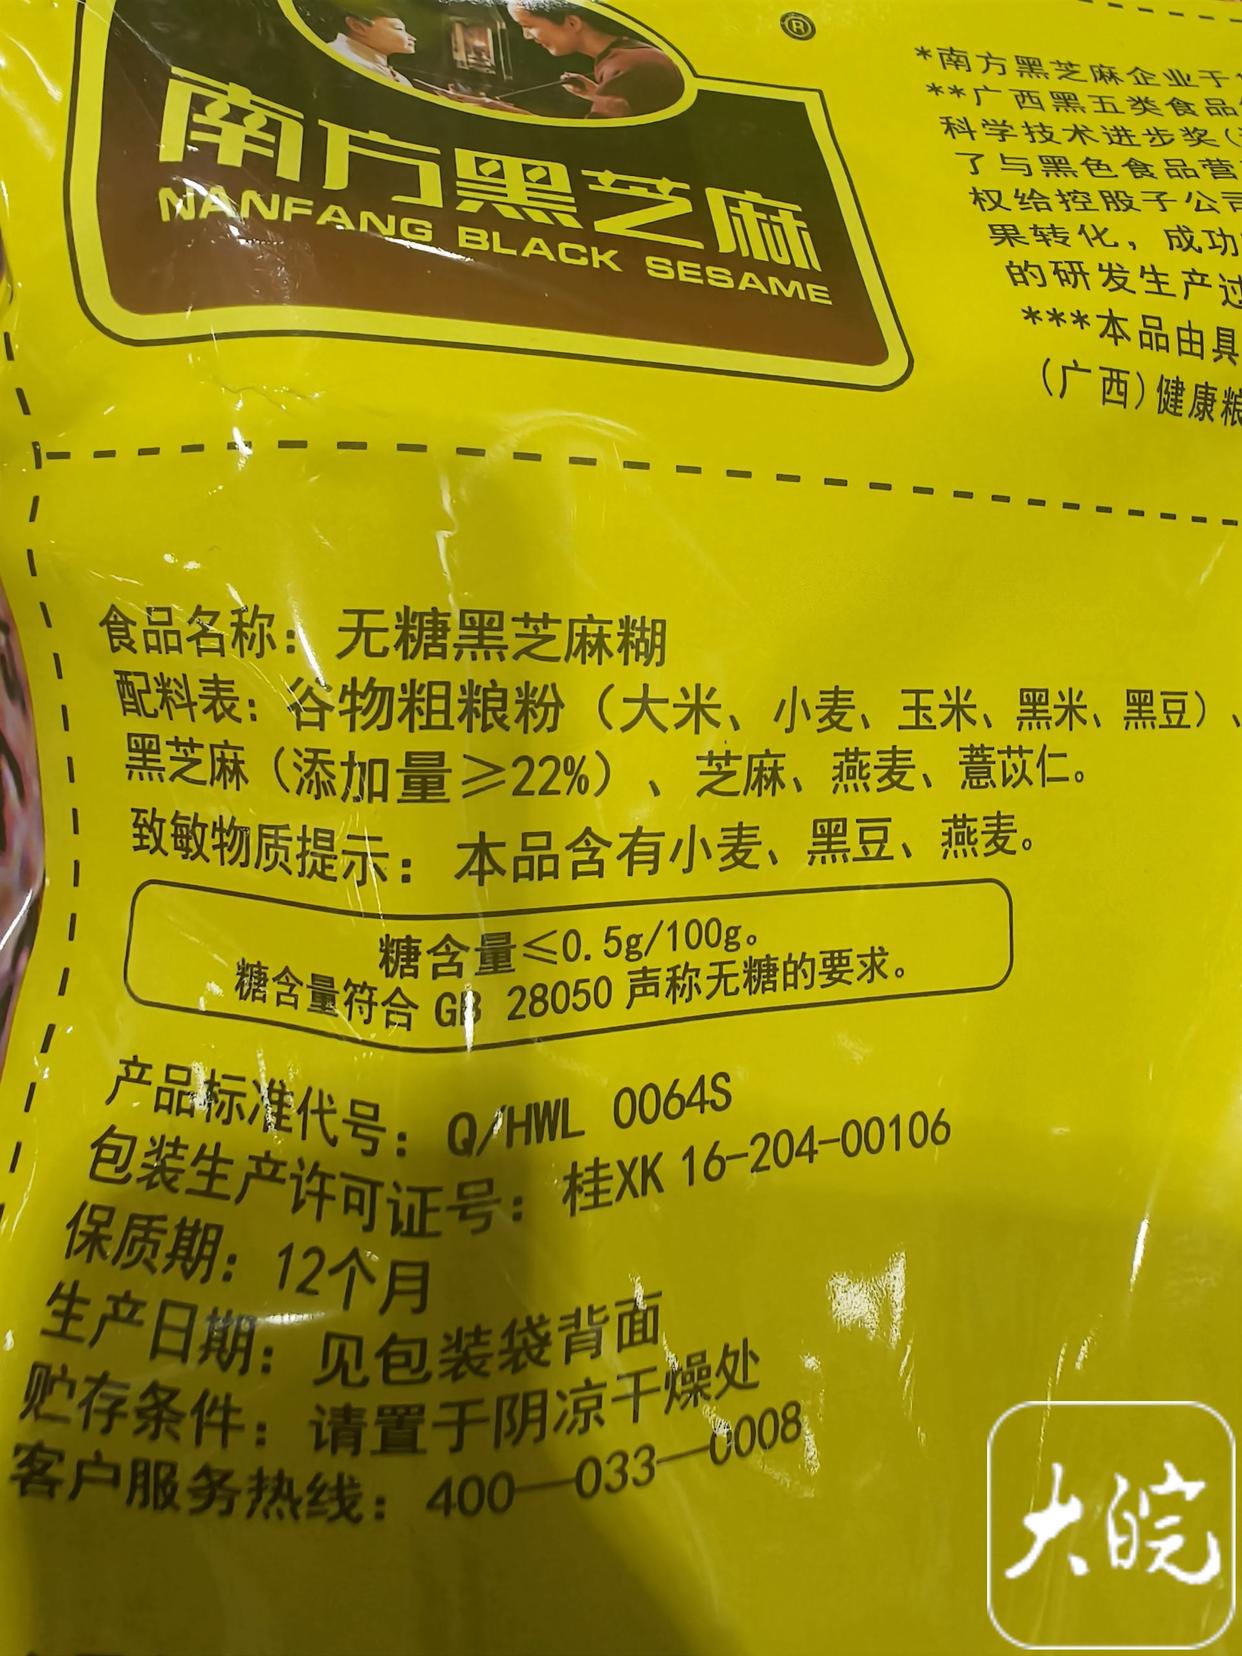 ®
南方黑芝麻
NANFANG BLACK SESAME
*南方黑芝麻企业于
**广西黑五类食品
科学技术进步奖(
了与黑色食品营
权给控股子公司
果转化，成功
的研发生产过
***本品由具
(广西)健康粮
食品名称：无糖黑芝麻糊
配料表：谷物粗粮粉（大米、小麦、玉米、黑米、黑豆）、
黑芝麻（添加量≥22%）、芝麻、燕麦、薏苡仁。
致敏物质提示：本品含有小麦、黑豆、燕麦。
糖含量≤0.5g/100g。
糖含量符合 GB 28050 声称无糖的要求。
产品标准代号：Q/HWL 0064S
包装生产许可证号：桂XK 16-204-00106
保质期：12个月
生产日期：见包装袋背面
贮存条件：请置于阴凉干燥处
客户服务热线：400—033—0008
大皖